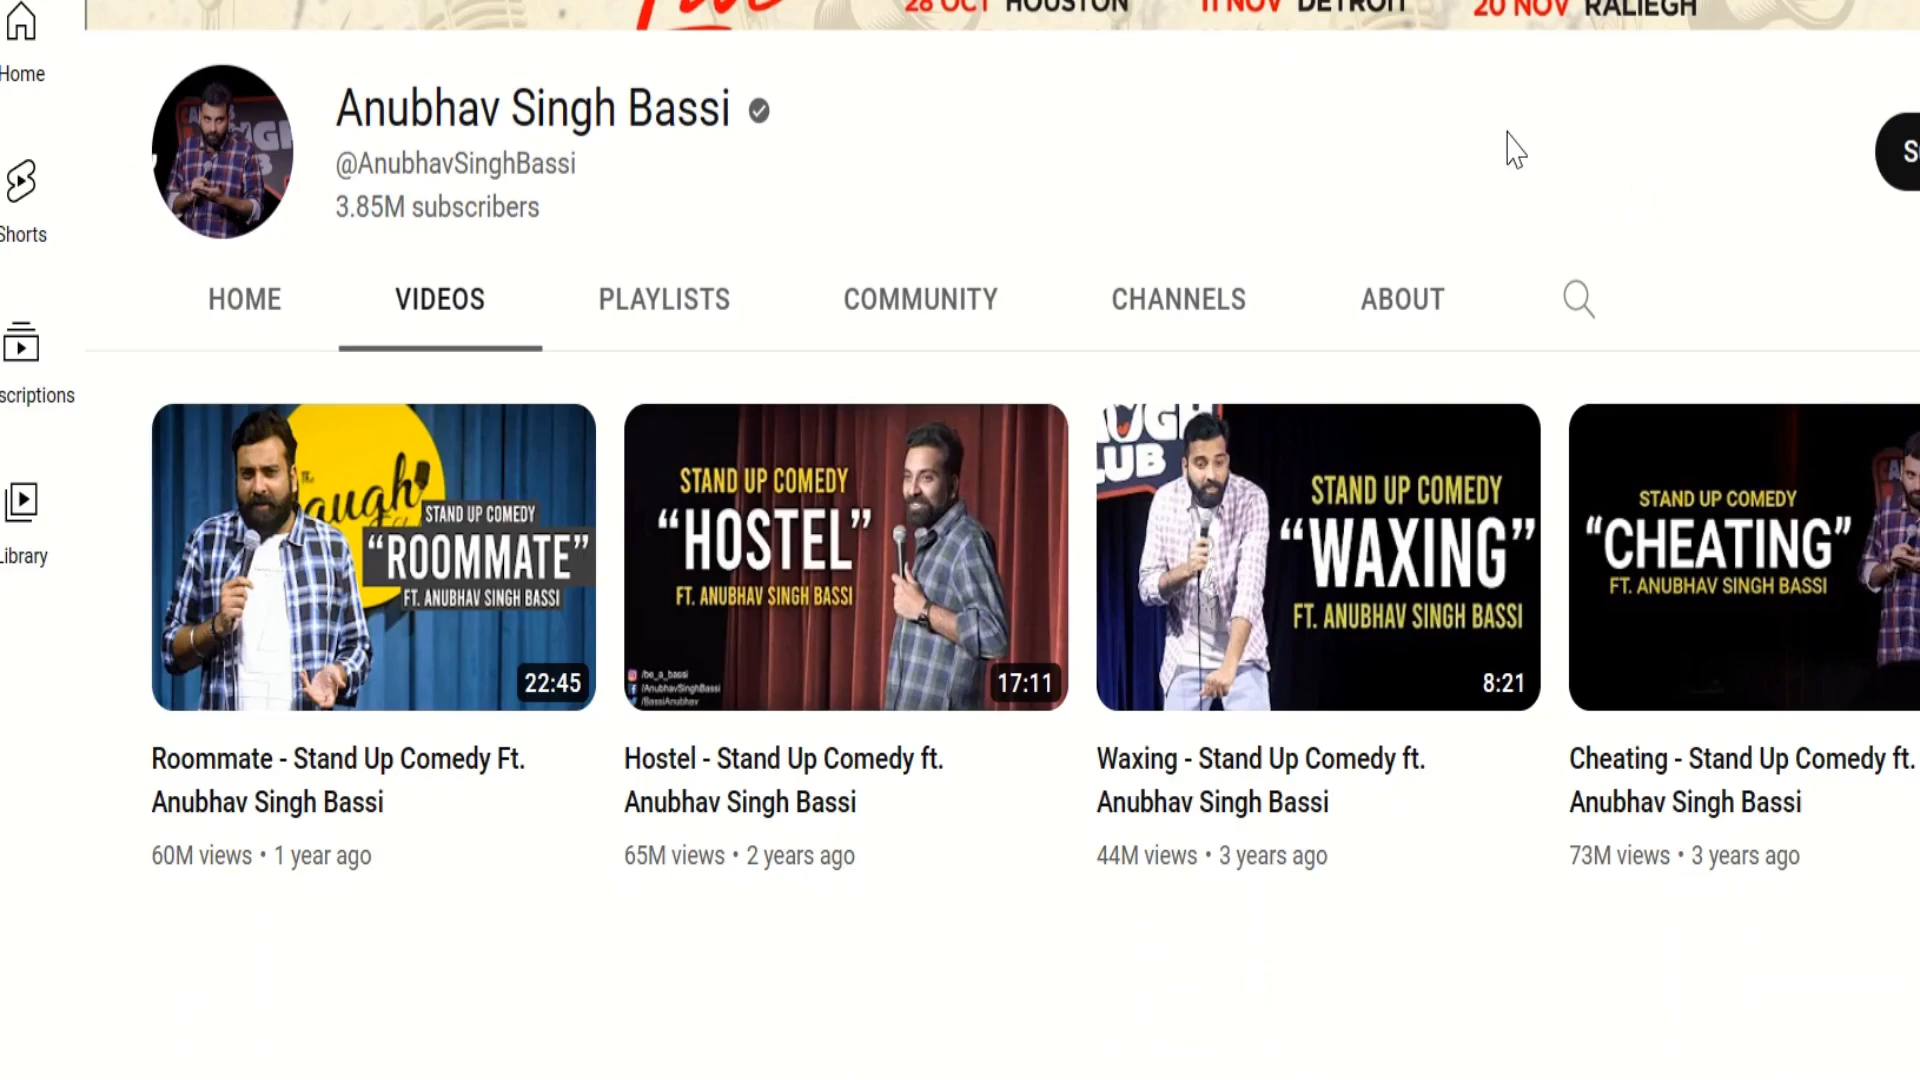 28 OCT HOUSTON 11 NOV DETROIT 20 NOV RALIEGH
Home
Anubhav Singh Bassi
@AnubhavSinghBassi
3.85M subscribers
Shorts
HOME VIDEOS PLAYLISTS COMMUNITY CHANNELS ABOUT
scriptions
Library
STAND UP COMEDY
“ROOMMATE”
FT. ANUBHAV SINGH BASSI
22:45
STAND UP COMEDY
“HOSTEL”
FT. ANUBHAV SINGH BASSI
/be_a_bassi
/AnubhavSinghBassi
/BassiAnubhav
17:11
STAND UP COMEDY
“WAXING”
FT. ANUBHAV SINGH BASSI
8:21
STAND UP COMEDY
“CHEATING”
FT. ANUBHAV SINGH BASSI
Roommate - Stand Up Comedy Ft.
Anubhav Singh Bassi
60M views • 1 year ago
Hostel - Stand Up Comedy ft.
Anubhav Singh Bassi
65M views • 2 years ago
Waxing - Stand Up Comedy ft.
Anubhav Singh Bassi
44M views • 3 years ago
Cheating - Stand Up Comedy ft.
Anubhav Singh Bassi
73M views • 3 years ago